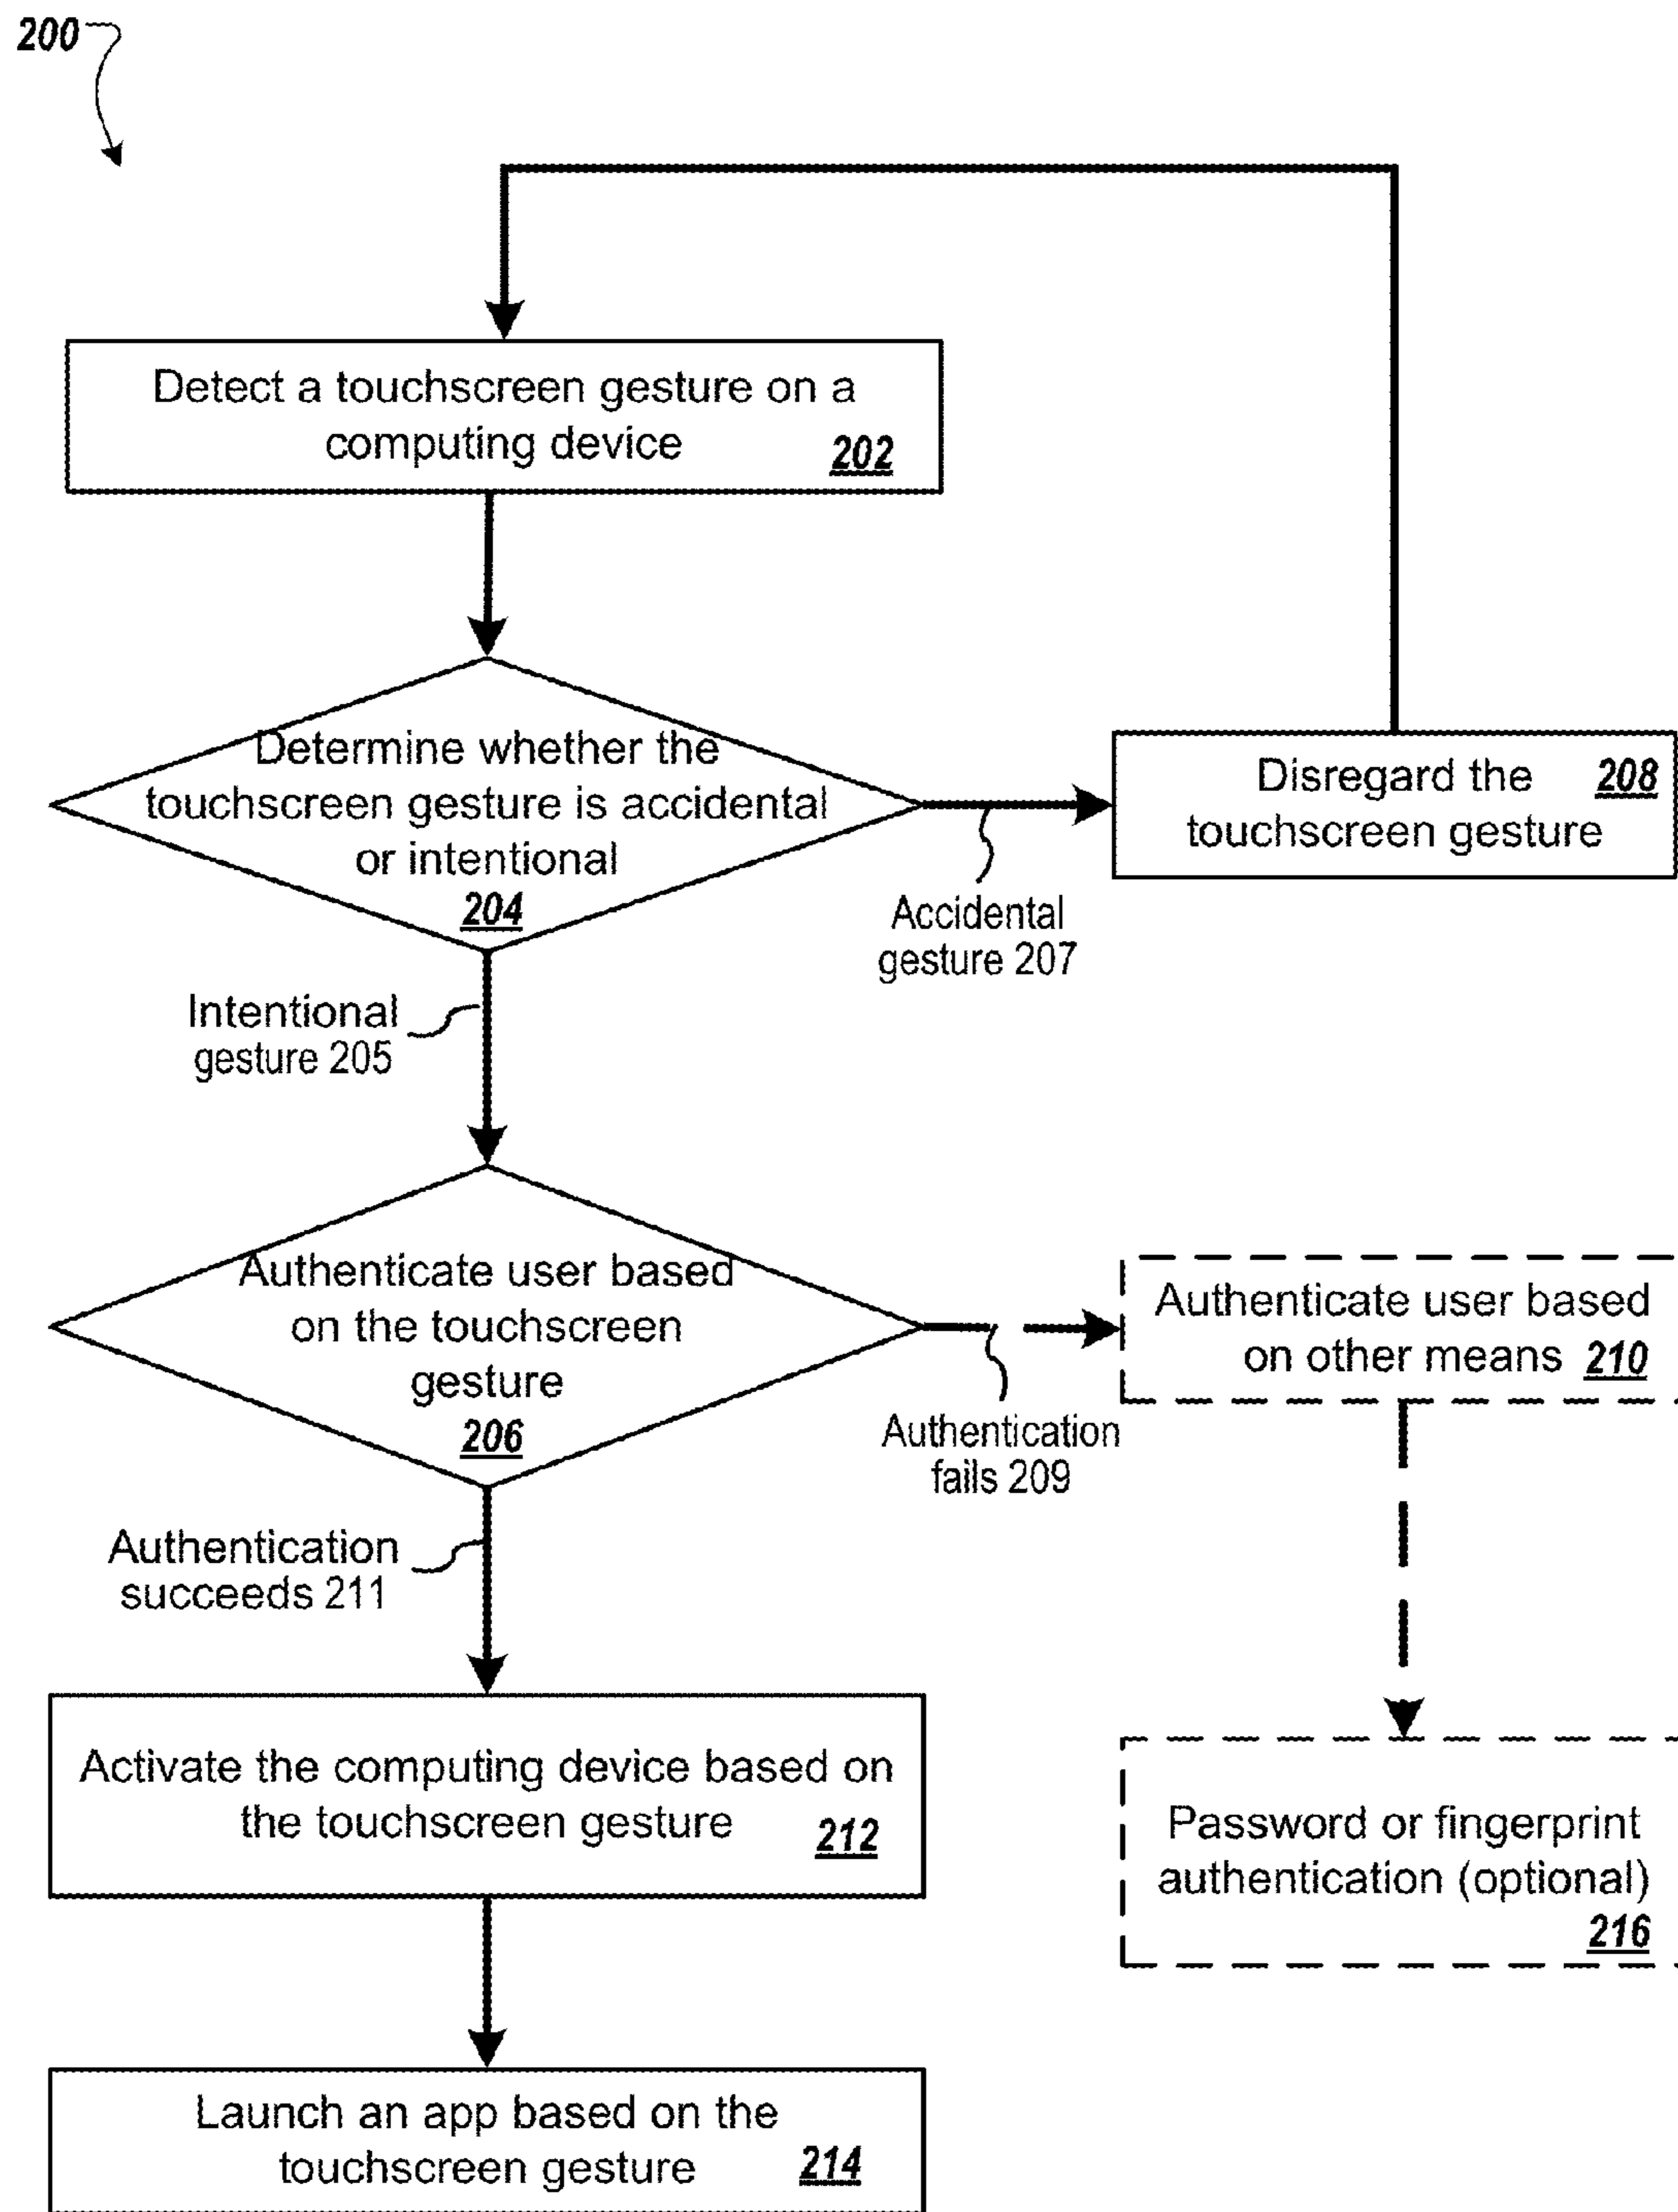 200
Detect a touchscreen gesture on a
computing device 202
Determine whether the
touchscreen gesture is accidental
or intentional
204
Disregard the 208
touchscreen gesture
Accidental
gesture 207
Intentional
gesture 205
Authenticate user based
on the touchscreen
gesture
206
Authenticate user based
on other means 210
Authentication
fails 209
Authentication
succeeds 211
Activate the computing device based on
the touchscreen gesture 212
Password or fingerprint
authentication (optional)
216
Launch an app based on the
touchscreen gesture 214